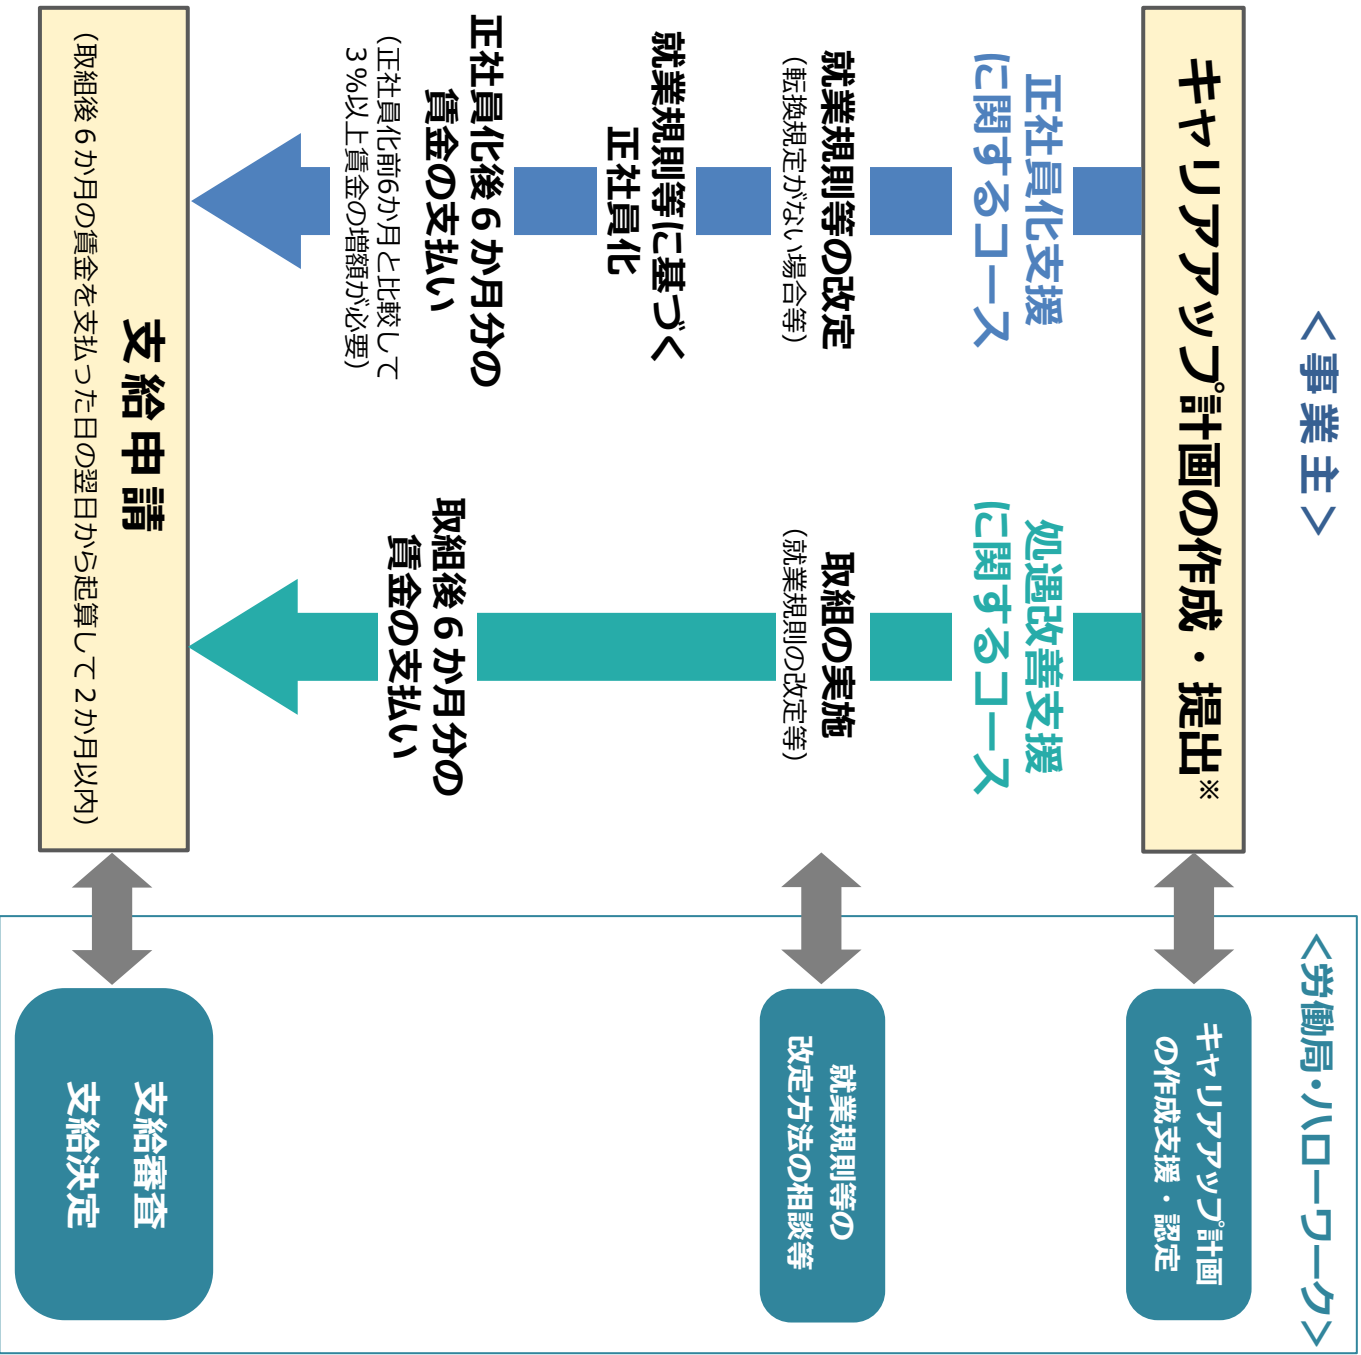 ＜事業主＞
キャリアアップ計画の作成・提出※
正社員化支援
に関するコース
就業規則等の改定
（転換規定がない場合等）
就業規則等に基づく
正社員化
正社員化後６か月分の
賃金の支払い
（正社員化前6か月と比較して
３％以上賃金の増額が必要）
処遇改善支援
に関するコース
取組の実施
（就業規則の改定等）
取組後６か月分の
賃金の支払い
支給申請
（取組後６か月の賃金を支払った日の翌日から起算して２か月以内）
＜労働局・ハローワーク＞
キャリアアップ計画
の作成支援・認定
就業規則等の
改定方法の相談等
支給審査
支給決定